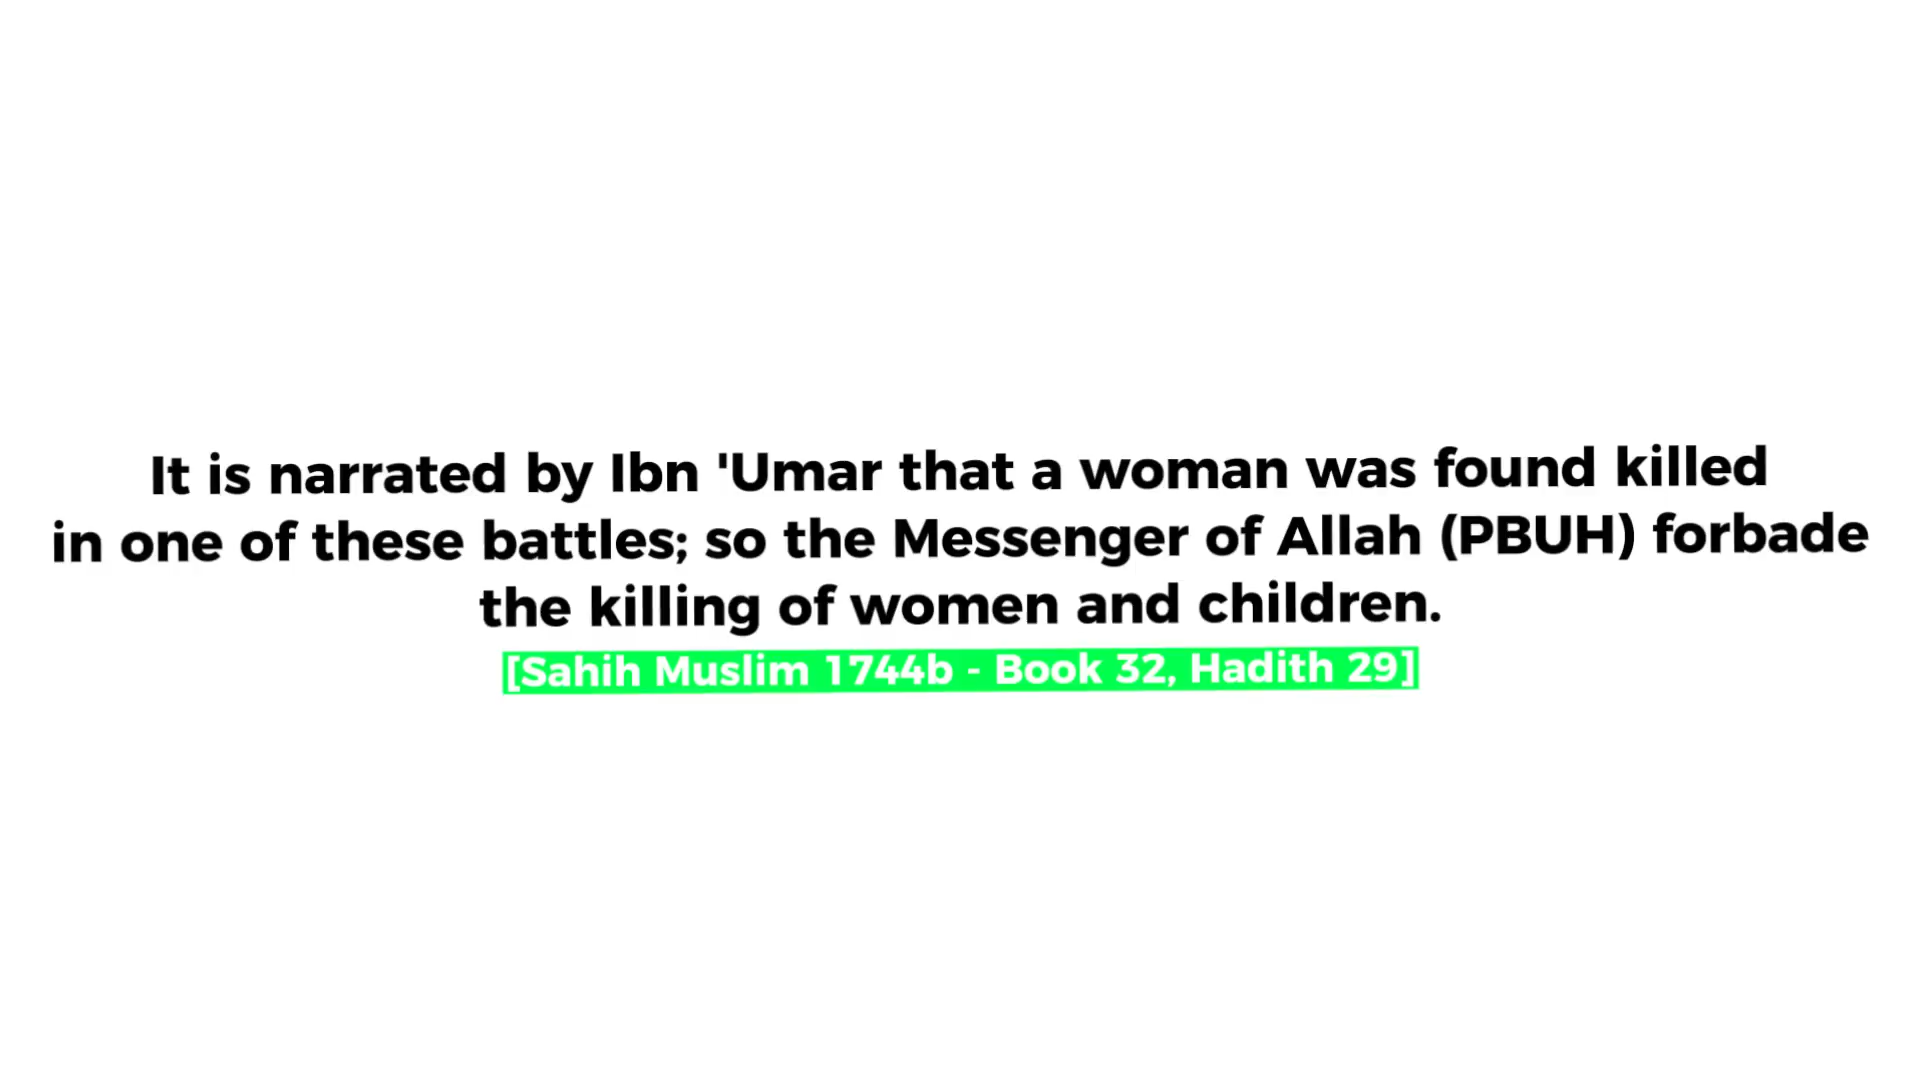 It is narrated by Ibn 'Umar that a woman was found killed
in one of these battles; so the Messenger of Allah (PBUH) forbade
the killing of women and children.
[Sahih Muslim 1744b - Book 32, Hadith 29]